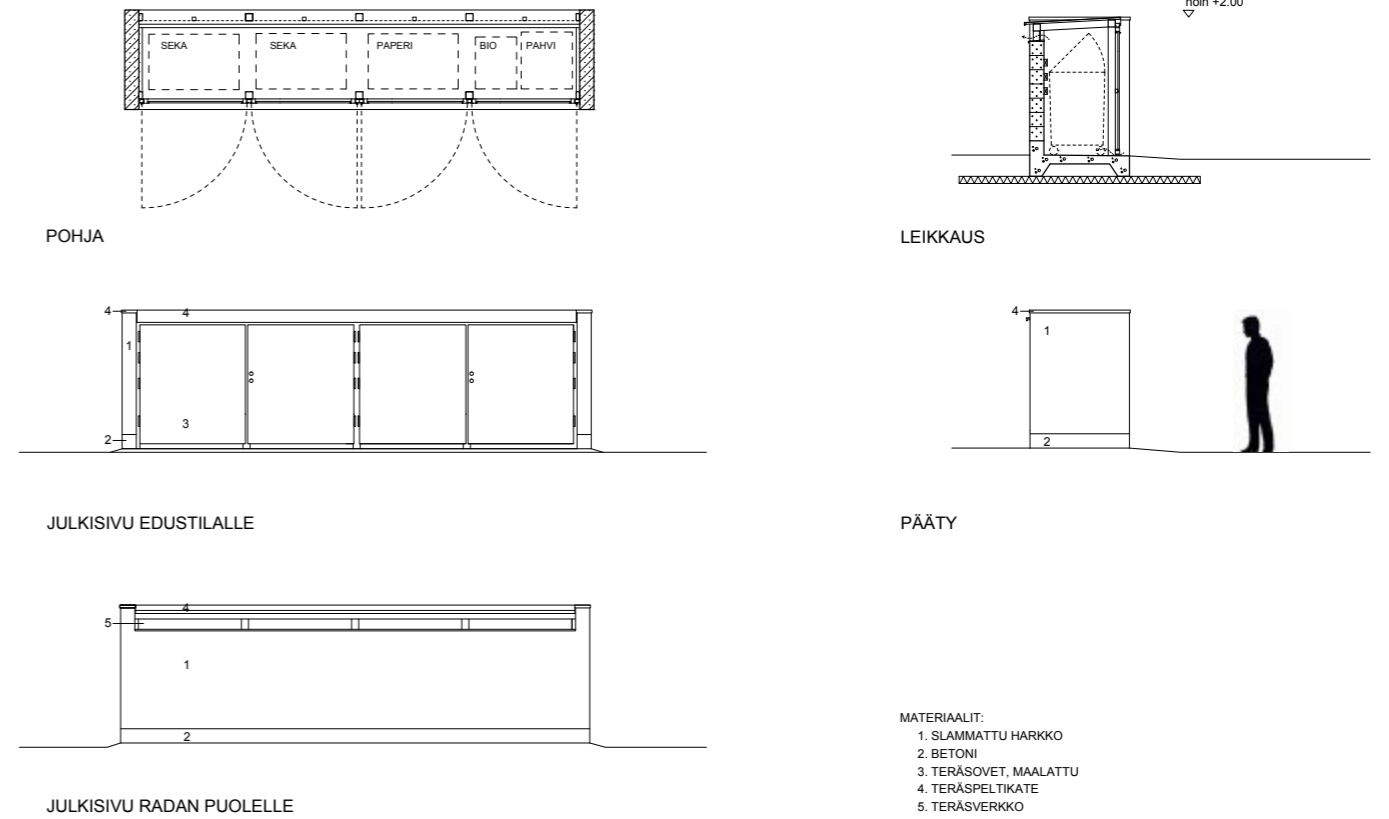 noin +2.00
SEKA
SEKA
PAPERI
BIO
PAHVI
POHJA
LEIKKAUS
4
4
1
3
2
4
1
2
JULKISIVU EDUSTILALLE
PÄÄTY
4
5
1
2
JULKISIVU RADAN PUOLELLE
MATERIAALIT:
1. SLAMMATTU HARKKO
2. BETONI
3. TERÄSOVET, MAALATTU
4. TERÄSPELTIKATE
5. TERÄSVERKKO